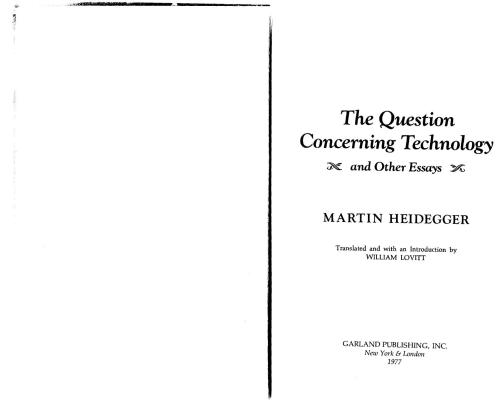 The Question
Concerning Technology
and Other Essays
MARTIN HEIDEGGER
Translated and with an Introduction by
WILLIAM LOVITT
GARLAND PUBLISHING, INC.
New York & London
1977